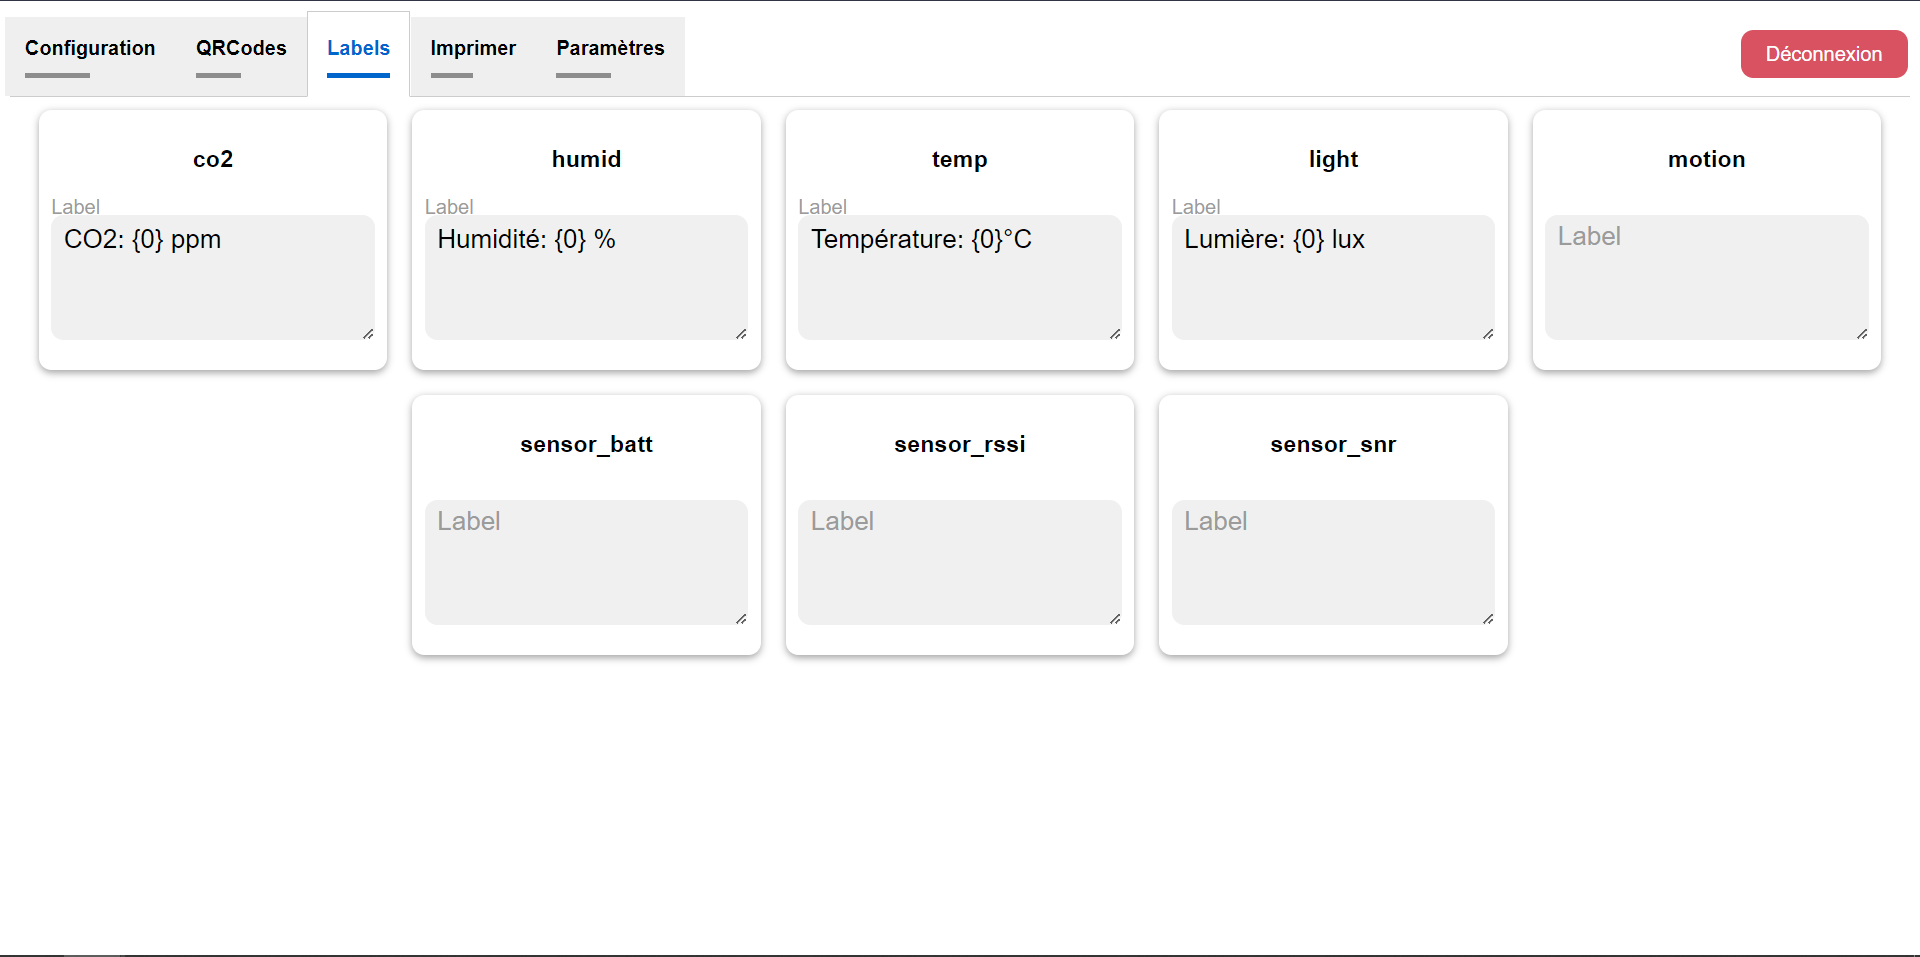 Configuration QRCodes Labels Imprimer Paramètres Déconnexion
co2 humid temp light motion
Label Label Label Label
CO2: {0} ppm Humidité: {0} % Température: {0}°C Lumière: {0} lux Label
sensor_batt sensor_rssi sensor_snr
Label Label Label